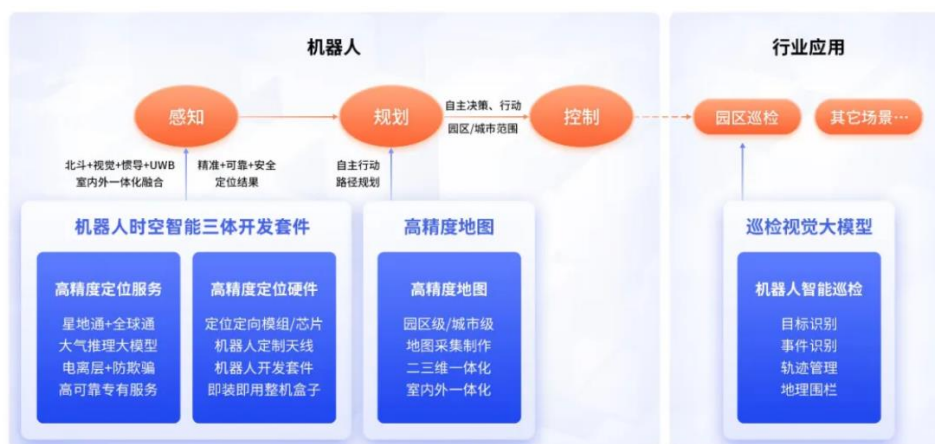 机器人
行业应用
感知
规划
自主决策、行动
园区/城市范围
控制
园区巡检
其它场景…
北斗+视觉+惯导+UWB
室内外一体化融合
精准+可靠+安全
定位结果
自主行动
路径规划
机器人时空智能三体开发套件
高精度定位服务
星地通+全球通
大气推理大模型
电离层+防欺骗
高可靠专有服务
高精度定位硬件
定位定向模组/芯片
机器人定制天线
机器人开发套件
即装即用整机盒子
高精度地图
高精度地图
园区级/城市级
地图采集制作
二三维一体化
室内外一体化
巡检视觉大模型
机器人智能巡检
目标识别
事件识别
轨迹管理
地理围栏